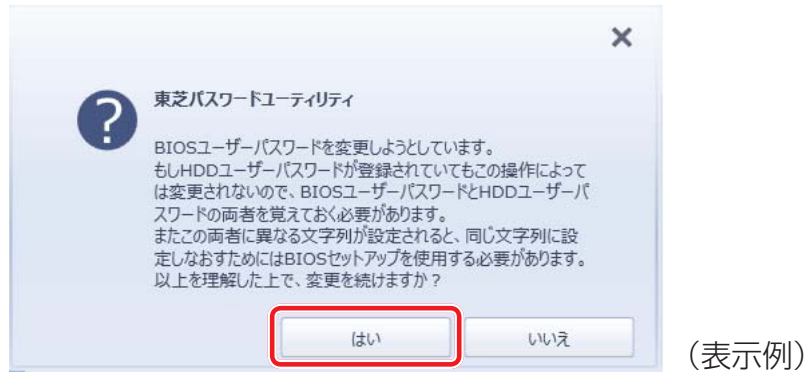 東芝パスワードユーティリティ
BIOSユーザーパスワードを変更しようとしています。
もしHDDユーザーパスワードが登録されていてもこの操作によって
は変更されないので、BIOSユーザーパスワードとHDDユーザーパ
スワードの両者を覚えておく必要があります。
またこの両者に異なる文字列が設定されると、同じ文字列に設
定しなおすためにはBIOSセットアップを使用する必要があります。
以上を理解した上で、変更を続けますか？
はい
いいえ
（表示例）